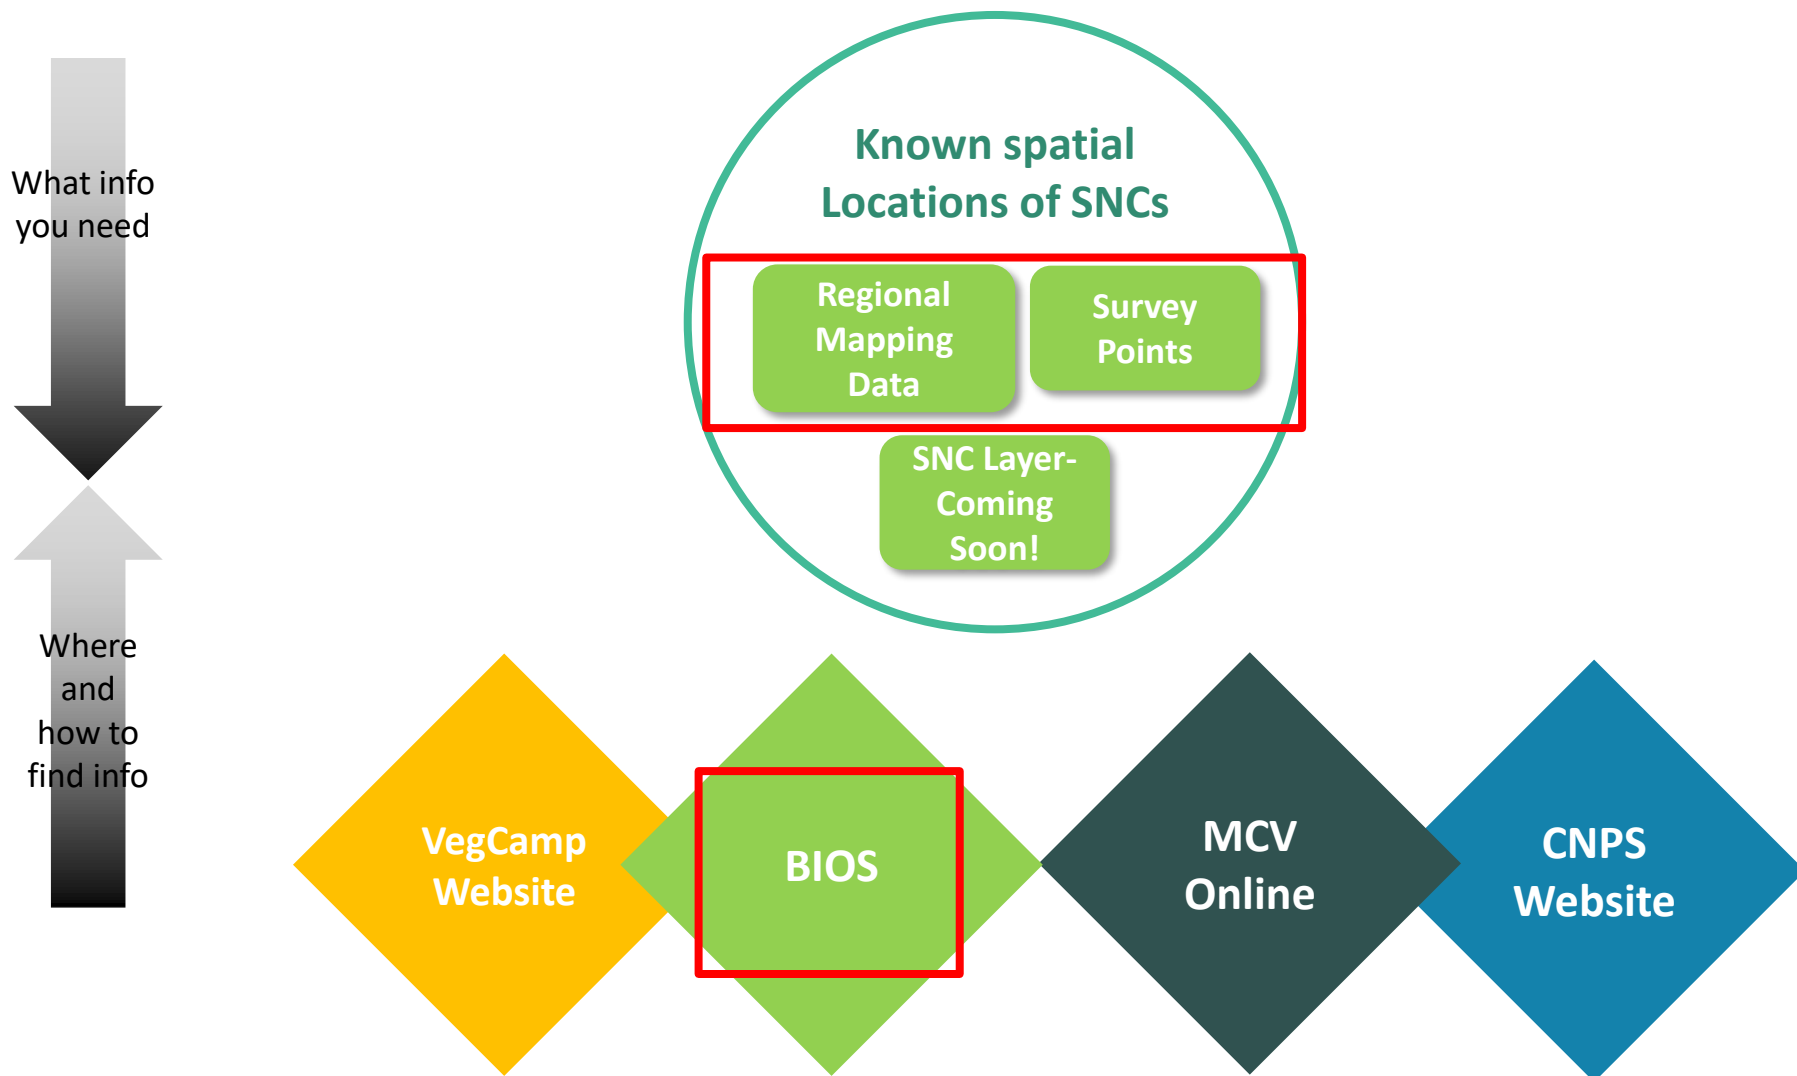 What info
you need
Known spatial
Locations of SNCs
Regional
Mapping
Data
Survey
Points
SNC Layer-
Coming
Soon!
Where
and
how to
find info
VegCamp
Website
BIOS
MCV
Online
CNPS
Website